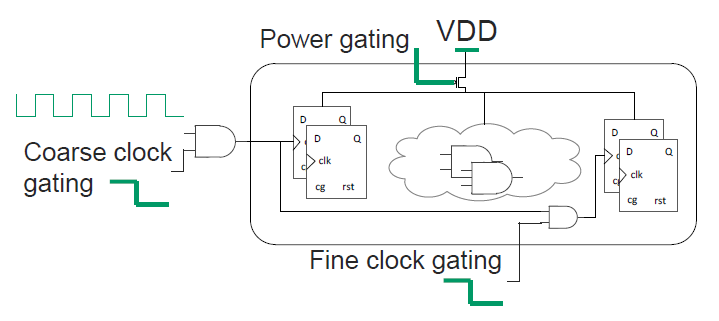 VDD
Power gating
Coarse clock
gating
D Q
D Q
clk
cg rst
D Q
D Q
clk
cg rst
Fine clock gating